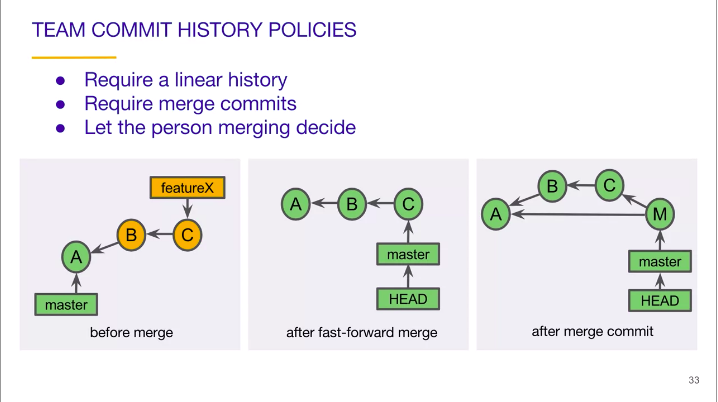 TEAM COMMIT HISTORY POLICIES
● Require a linear history
● Require merge commits
● Let the person merging decide
featureX
B
C
A
master
before merge
A
B
C
master
HEAD
after fast-forward merge
B
C
A
M
master
HEAD
after merge commit
33